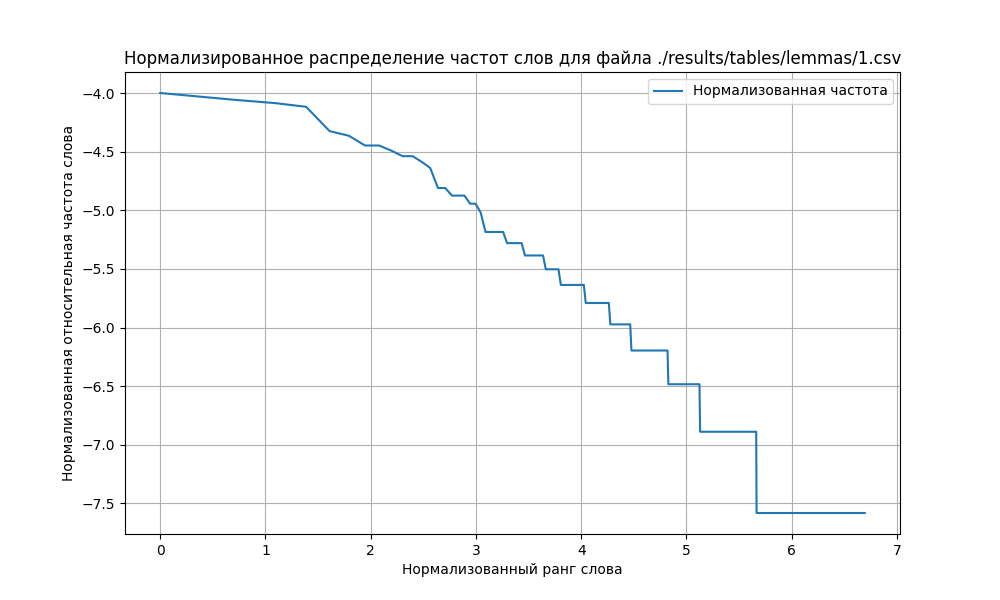 Нормализированное распределение частот слов для файла ./results/tables/lemmas/1.csv
Нормализованная частота
Нормализованная относительная частота слова
−4.0
−4.5
−5.0
−5.5
−6.0
−6.5
−7.0
−7.5
0 1 2 3 4 5 6 7
Нормализованный ранг слова